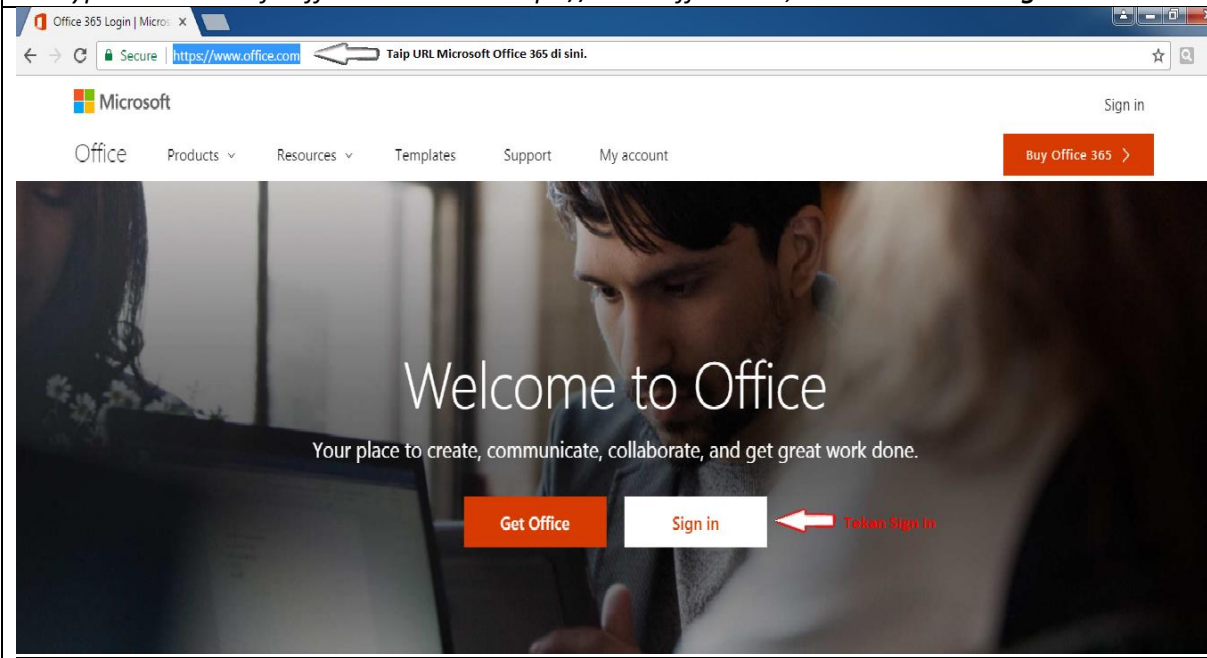 Office 365 Login | Micros
Secure | https://www.office.com Taip URL Microsoft Office 365 di sini.
Microsoft
Sign in
Office Products Resources Templates Support My account Buy Office 365
Welcome to Office
Your place to create, communicate, collaborate, and get great work done.
Get Office Sign in Tekan Sign In